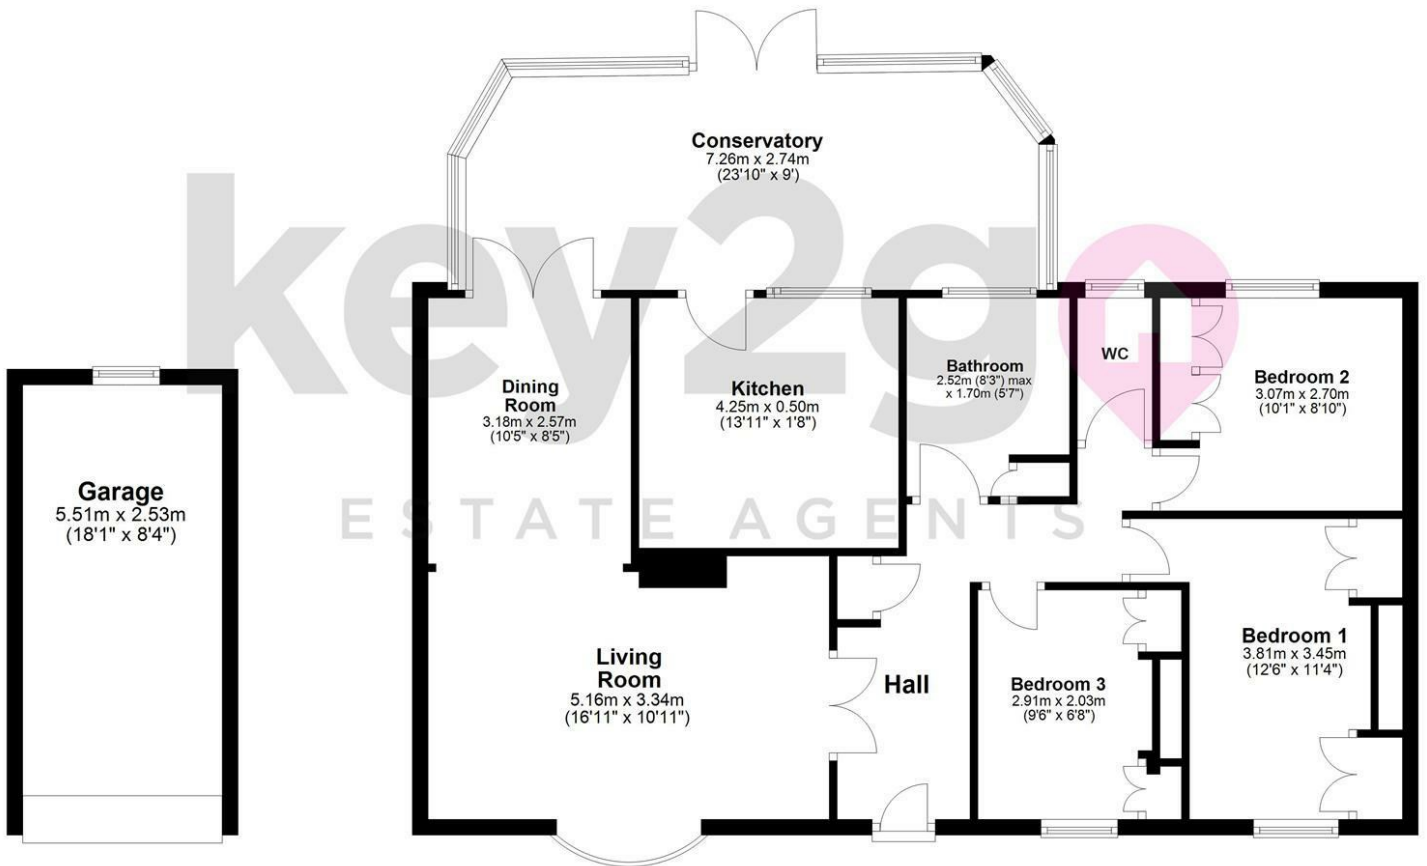 Conservatory
7.26m x 2.74m
(23'10" x 9')
key2go
ESTATE AGENTS
Dining
Room
3.18m x 2.57m
(10'5" x 8'5")
Kitchen
4.25m x 0.50m
(13'11" x 1'8")
Bathroom
2.52m (8'3") max
x 1.70m (5'7")
WC
Bedroom 2
3.07m x 2.70m
(10'1" x 8'10")
Garage
5.51m x 2.53m
(18'1" x 8'4")
Living
Room
5.16m x 3.34m
(16'11" x 10'11")
Hall
Bedroom 3
2.91m x 2.03m
(9'6" x 6'8")
Bedroom 1
3.81m x 3.45m
(12'6" x 11'4")